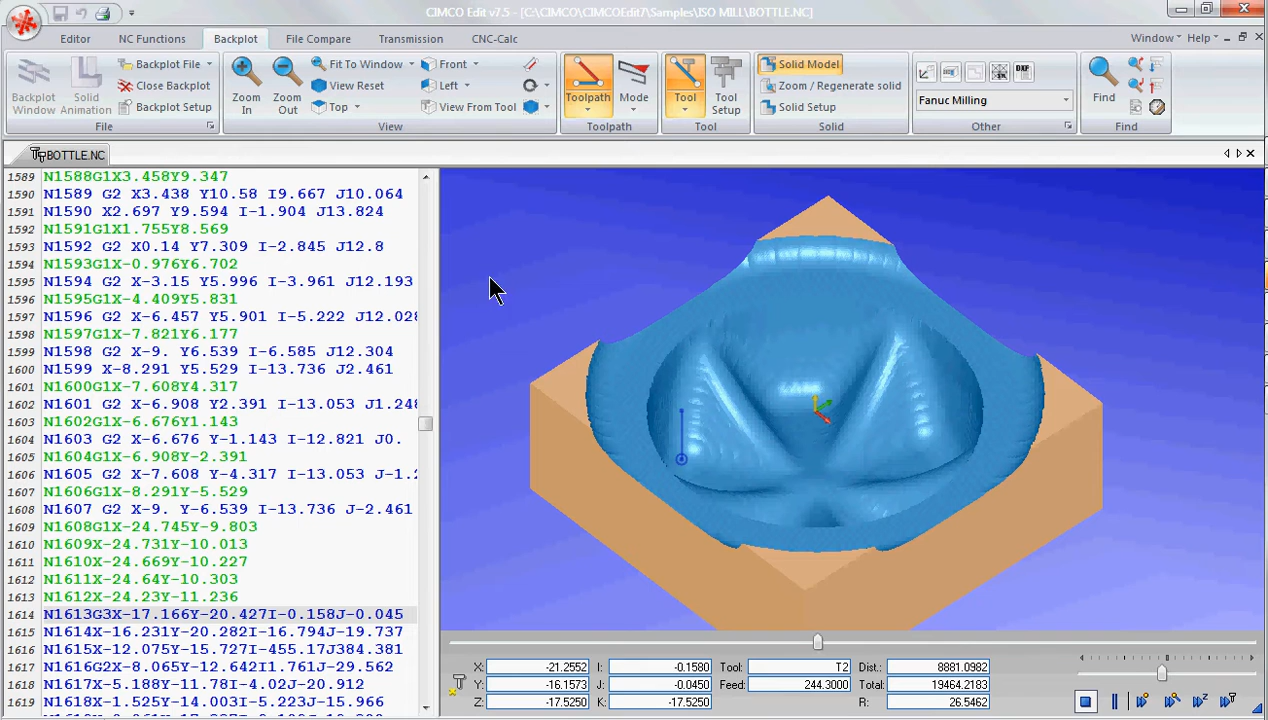 CIMCO Edit v7.5 - [C:\CIMCO\CIMCOEdit7\Samples\ISO MILL\BOTTLE.NC]
Editor NC Functions Backplot File Compare Transmission CNC-Calc Window Help
Backplot Window
Solid Animation
Backplot File
Close Backplot
Backplot Setup
File
Zoom In
Zoom Out
Fit To Window
View Reset
Top
Front
Left
View From Tool
View
Toolpath
Mode
Toolpath
Tool
Tool Setup
Tool
Solid Model
Zoom / Regenerate solid
Solid Setup
Solid
DXF
Fanuc Milling
Other
Find
Find
BOTTLE.NC
1589 N1588G1X3.458Y9.347
1590 N1589 G2 X3.438 Y10.58 I9.667 J10.064
1591 N1590 X2.697 Y9.594 I-1.904 J13.824
1592 N1591G1X1.755Y8.569
1593 N1592 G2 X0.14 Y7.309 I-2.845 J12.8
1594 N1593G1X-0.976Y6.702
1595 N1594 G2 X-3.15 Y5.996 I-3.961 J12.193
1596 N1595G1X-4.409Y5.831
1597 N1596 G2 X-6.457 Y5.901 I-5.222 J12.028
1598 N1597G1X-7.821Y6.177
1599 N1598 G2 X-9. Y6.539 I-6.585 J12.304
1600 N1599 X-8.291 Y5.529 I-13.736 J2.461
1601 N1600G1X-7.608Y4.317
1602 N1601 G2 X-6.908 Y2.391 I-13.053 J1.248
1603 N1602G1X-6.676Y1.143
1604 N1603 G2 X-6.676 Y-1.143 I-12.821 J0.
1605 N1604G1X-6.908Y-2.391
1606 N1605 G2 X-7.608 Y-4.317 I-13.053 J-1.2
1607 N1606G1X-8.291Y-5.529
1608 N1607 G2 X-9. Y-6.539 I-13.736 J-2.461
1609 N1608G1X-24.745Y-9.803
1610 N1609X-24.731Y-10.013
1611 N1610X-24.669Y-10.227
1612 N1611X-24.64Y-10.303
1613 N1612X-24.23Y-11.236
1614 N1613G3X-17.166Y-20.427I-0.158J-0.045
1615 N1614X-16.231Y-20.282I-16.794J-19.737
1616 N1615X-12.075Y-15.727I-455.17J384.381
1617 N1616G2X-8.065Y-12.642I1.761J-29.562
1618 N1617X-5.188Y-11.78I-4.02J-20.912
1619 N1618X-1.525Y-14.003I-5.223J-15.966
X: -21.2552 I: -0.1580 Tool: T2 Dist.: 8881.0982
Y: -16.1573 J: -0.0450 Feed: 244.3000 Total: 19464.2183
Z: -17.5250 K: -17.5250 R: 26.5462